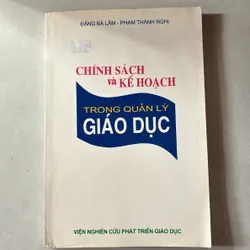 ĐẶNG BÁ LÃM - PHẠM THÀNH NGHỊ
CHÍNH SÁCH
và KẾ HOẠCH
TRONG QUẢN LÝ
GIÁO DỤC
VIỆN NGHIÊN CỨU PHÁT TRIỂN GIÁO DỤC